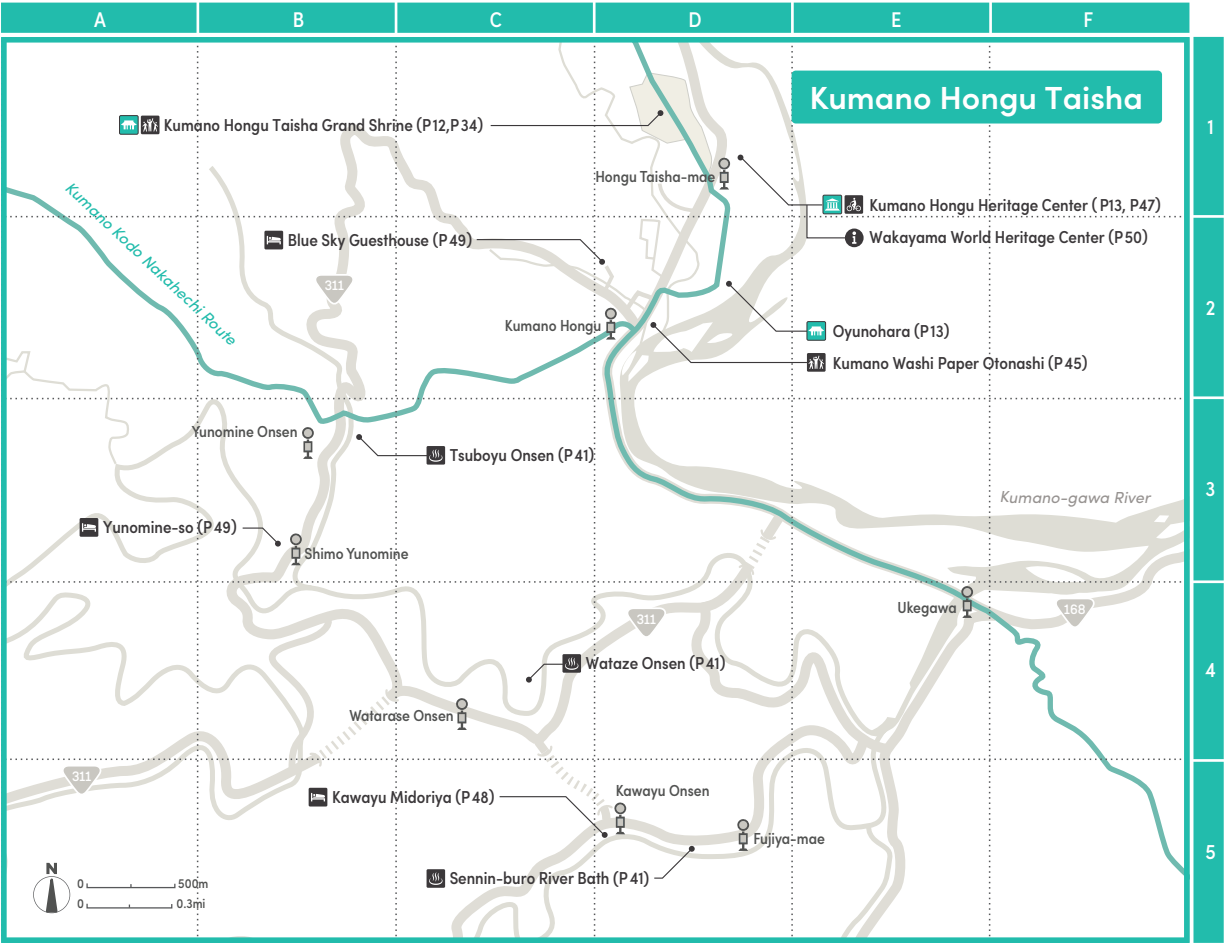 A B C D E F
Kumano Hongu Taisha
1
Kumano Hongu Taisha Grand Shrine (P12,P34)
Hongu Taisha-mae
Kumano Hongu Heritage Center ( P13, P47)
Kumano Kodo Nakahechi Route
Blue Sky Guesthouse (P49)
i Wakayama World Heritage Center (P50)
311
2
Kumano Hongu
Oyunohara (P13)
Kumano Washi Paper Otonashi (P45)
Yunomine Onsen
Tsuboyu Onsen (P41)
3
Kumano-gawa River
Yunomine-so (P49)
Shimo Yunomine
Ukegawa
168
311
4
Wataze Onsen (P41)
Watarase Onsen
311
Kawayu Onsen
Kawayu Midoriya (P48)
Fujiya-mae
5
Sennin-buro River Bath (P41)
N
0 500m
0 0.3mi